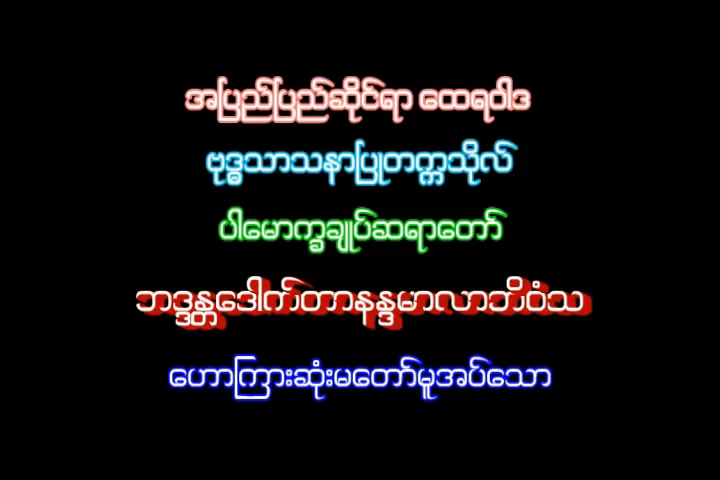 အပြည်ပြည်ဆိုင်ရာ ထေရဝါဒ
ဗုဒ္ဓသာသနာပြုတက္ကသိုလ်
ပါမောက္ခချုပ်ဆရာတော်
ဘဒ္ဒန္တဒေါက်တာနန္ဒမာလာဘိဝံသ
ဟောကြားဆုံးမတော်မူအပ်သော